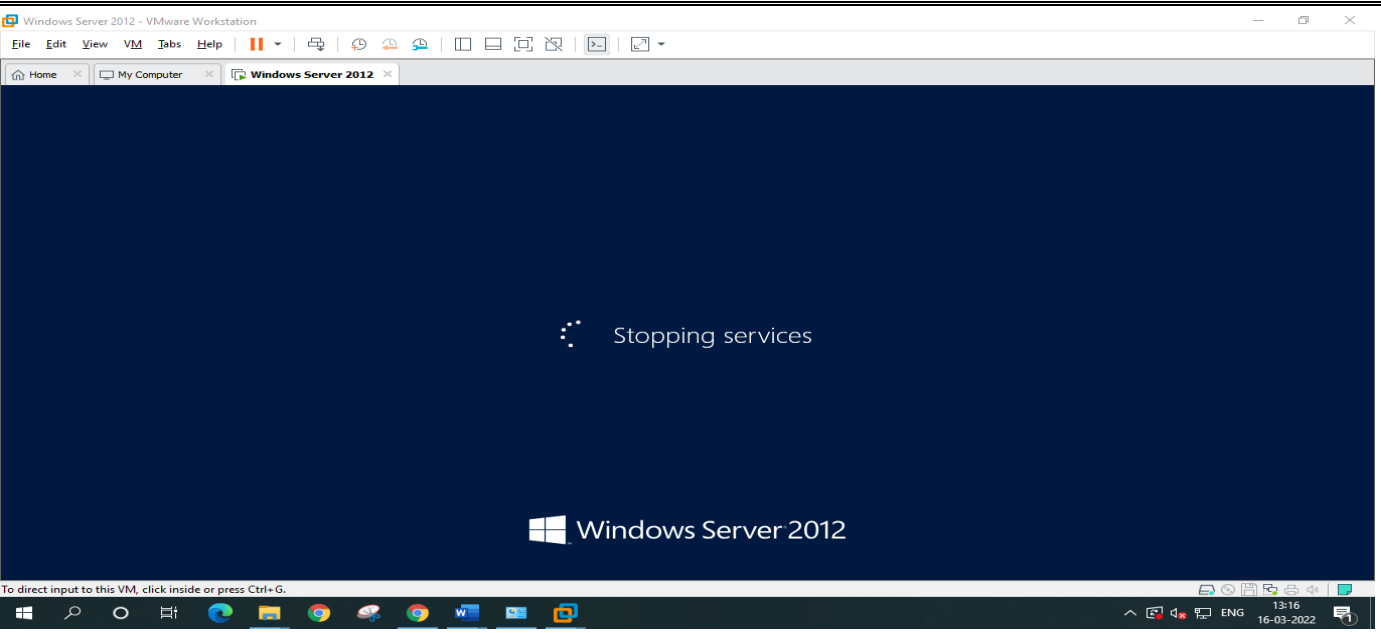 Windows Server 2012 - VMware Workstation
File Edit View VM Tabs Help
Home My Computer Windows Server 2012
Stopping services
Windows Server 2012
To direct input to this VM, click inside or press Ctrl+G.
ENG 13:16
16-03-2022